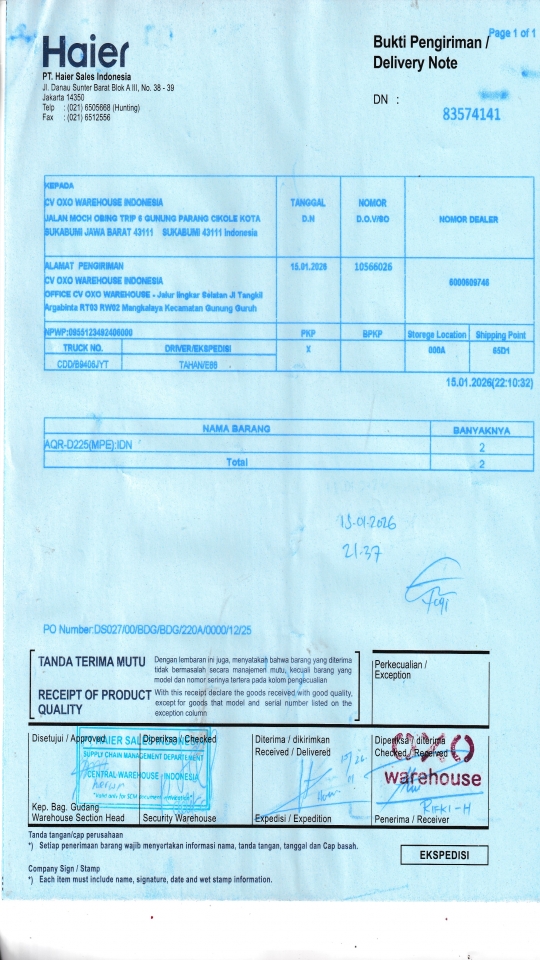 Page 1 of 1
Haier
Bukti Pengiriman /
Delivery Note
PT. Haier Sales Indonesia
Jl. Danau Sunter Barat Blok A III, No. 38 - 39
Jakarta 14350
Telp : (021) 6505668 (Hunting)
Fax : (021) 6512556
DN :
83574141
KEPADA
CV OXO WAREHOUSE INDONESIA
JALAN MOCH OBING TRIP 6 GUNUNG PARANG CIKOLE KOTA
SUKABUMI JAWA BARAT 43111 SUKABUMI 43111 Indonesia
TANGGAL
D.N
NOMOR
D.O.V/SO
NOMOR DEALER
ALAMAT PENGIRIMAN
CV OXO WAREHOUSE INDONESIA
OFFICE CV OXO WAREHOUSE - Jalur lingkar Selatan Jl Tangkil
Argabinta RT03 RW02 Mangkalaya Kecamatan Gunung Guruh
15.01.2026
10566026
6000609746
NPWP:0955123492406000
PKP
BPKP
Storege Location
Shipping Point
TRUCK NO.
DRIVER/EKSPEDISI
X
000A
65D1
CDD/B9406JYT
TAHAN/E86
15.01.2026(22:10:32)
NAMA BARANG
BANYAKNYA
AQR-D225(MPE):IDN
2
Total
2
15.01.2026
21.37
PO Number:DS027/00/BDG/BDG/220A/0000/12/25
TANDA TERIMA MUTU
Dengan lembaran ini juga, menyatakan bahwa barang yang diterima
tidak bermasalah secara manajemen mutu, kecuali barang yang
model dan nomor serinya tertera pada kolom pengecualian
RECEIPT OF PRODUCT
QUALITY
With this receipt declare the goods received with good quality,
except for goods that model and serial number listed on the
exception column
Perkecualian /
Exception
Disetujui / Approved
Diperiksa / Checked
Diterima / dikirimkan
Received / Delivered
Diperiksa / diterima
Checked / Received
HAIER SALES INDONESIA
SUPPLY CHAIN MANAGEMENT DEPARTEMENT
CENTRAL WAREHOUSE - INDONESIA
OXO
warehouse
RIFKI-H
Kep. Bag. Gudang
Warehouse Section Head
Security Warehouse
Expedisi / Expedition
Penerima / Receiver
Tanda tangan/cap perusahaan
*) Setiap penerimaan barang wajib menyertakan informasi nama, tanda tangan, tanggal dan Cap basah.
EKSPEDISI
Company Sign / Stamp
*) Each item must include name, signature, date and wet stamp information.